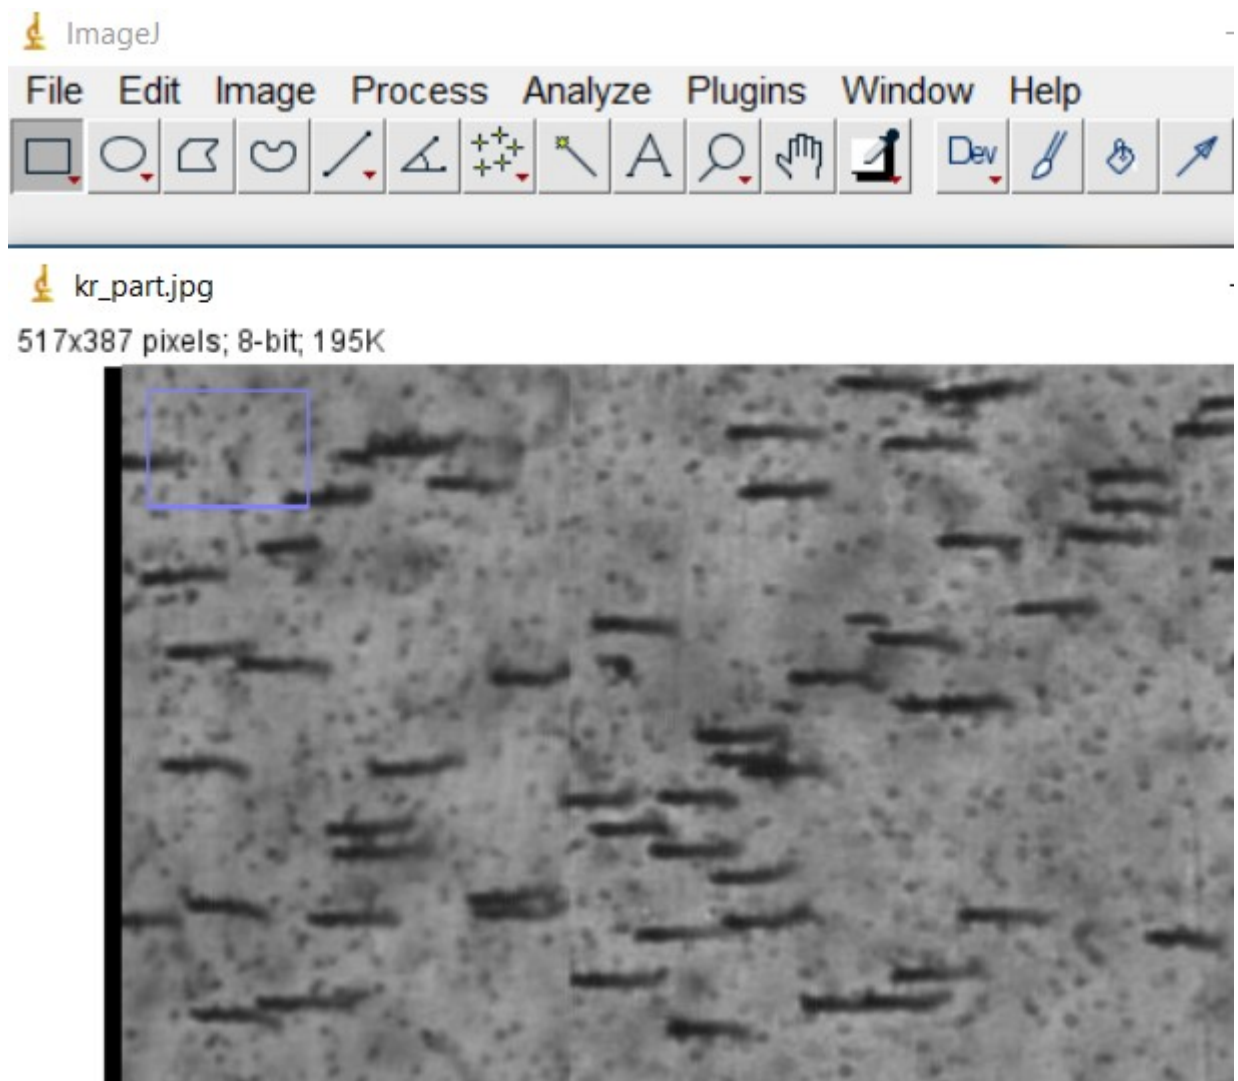 ImageJ
File Edit Image Process Analyze Plugins Window Help
A Dev
kr_part.jpg
517x387 pixels; 8-bit; 195K